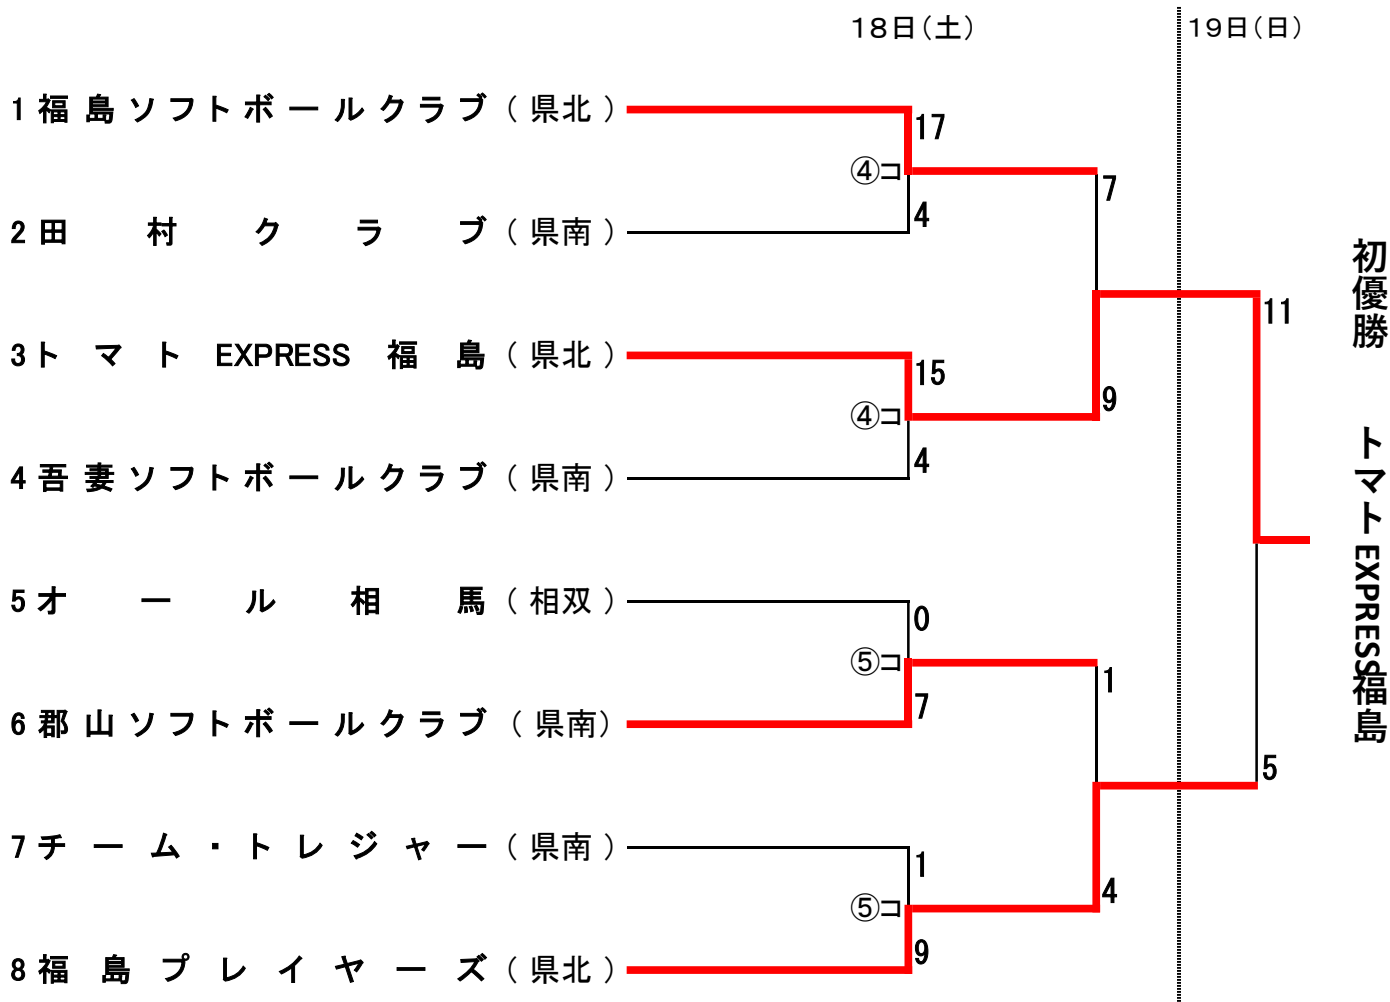 18日(土)
19日(日)
1 福島ソフトボールクラブ ( 県北 )
17
④コ
7
2 田村クラブ ( 県南 )
4
11
3 トマトEXPRESS福島 ( 県北 )
15
④コ
9
4 吾妻ソフトボールクラブ ( 県南 )
4
5 オール相馬 ( 相双 )
0
⑤コ
1
6 郡山ソフトボールクラブ ( 県南)
7
5
7 チーム・トレジャー ( 県南 )
1
⑤コ
4
8 福島プレイヤーズ ( 県北 )
9
初優勝 トマトEXPRESS福島